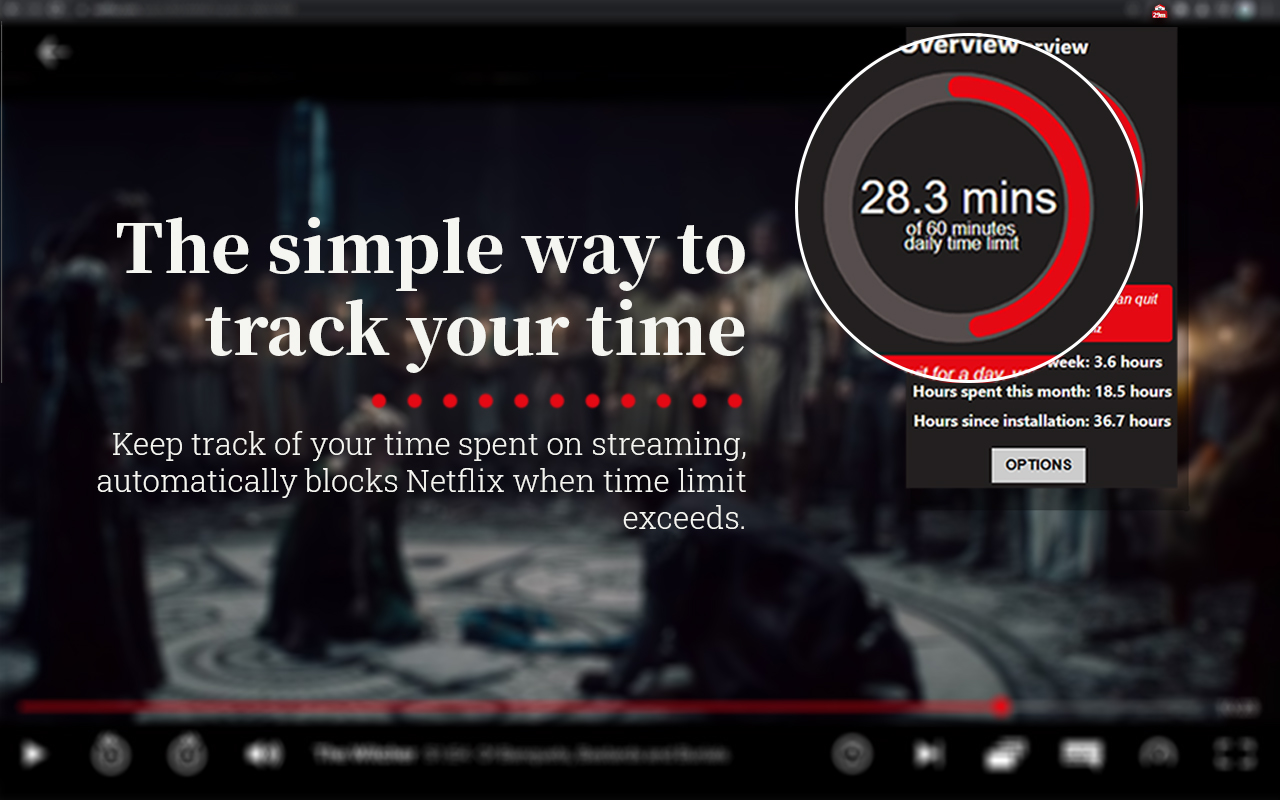 29m
Overview
rview
28.3 mins
of 60 minutes
daily time limit
an quit
it for a day, w
week: 3.6 hours
Hours spent this month: 18.5 hours
Hours since installation: 36.7 hours
OPTIONS
The simple way to
track your time
Keep track of your time spent on streaming,
automatically blocks Netflix when time limit
exceeds.
The Witcher